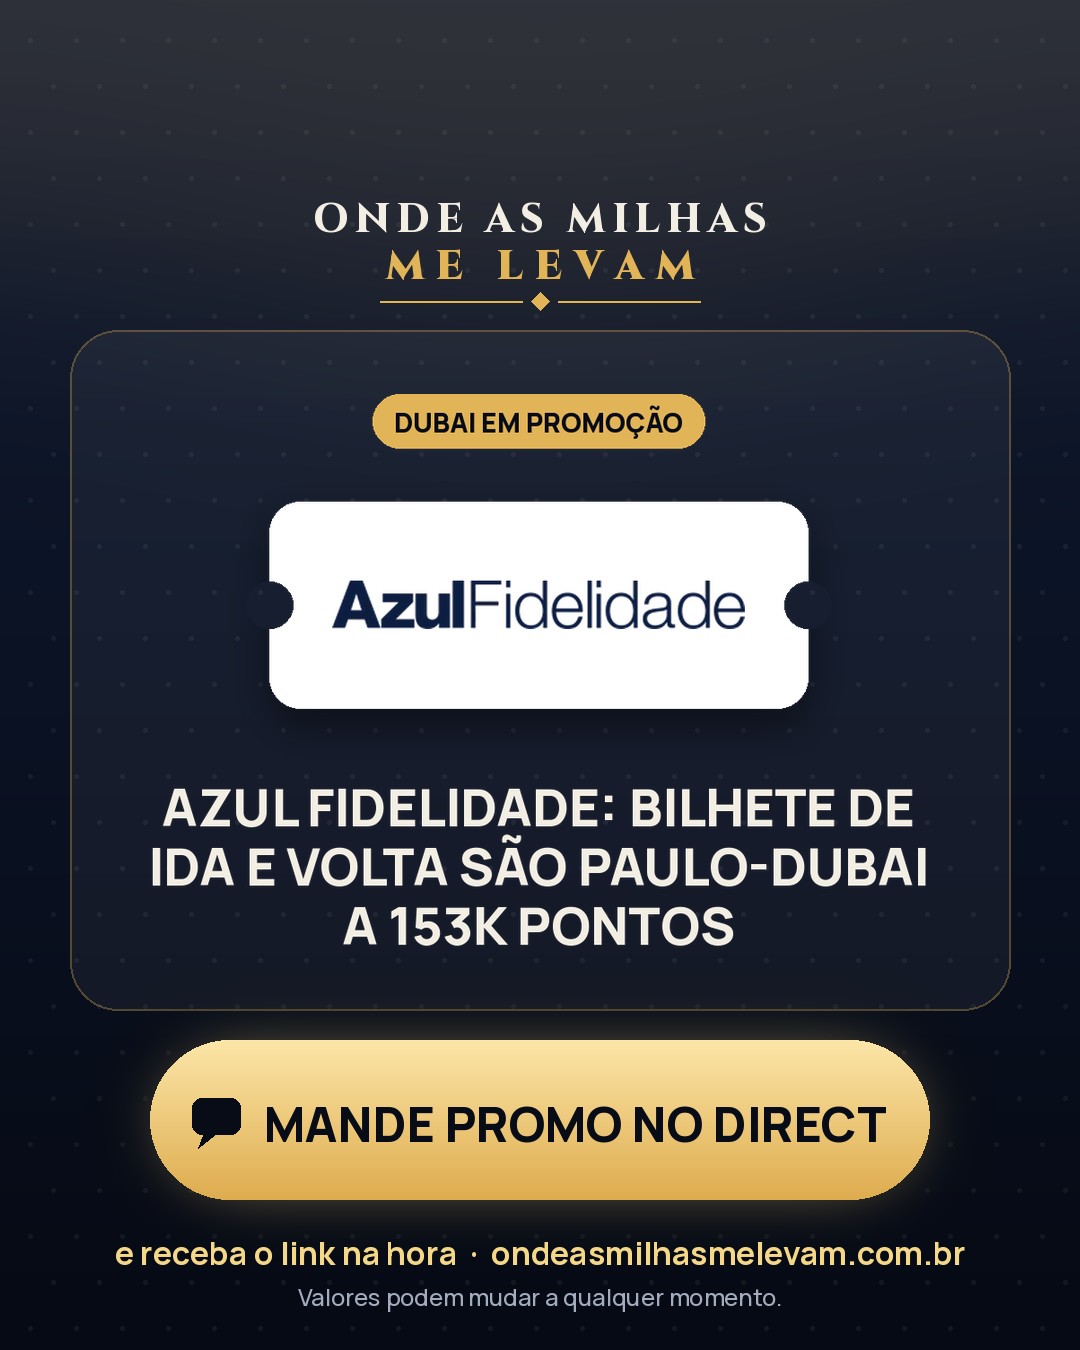 ONDE AS MILHAS
ME LEVAM
DUBAI EM PROMOÇÃO
AzulFidelidade
AZUL FIDELIDADE: BILHETE DE
IDA E VOLTA SÃO PAULO-DUBAI
A 153K PONTOS
MANDE PROMO NO DIRECT
e receba o link na hora · ondeasmilhasmelevam.com.br
Valores podem mudar a qualquer momento.